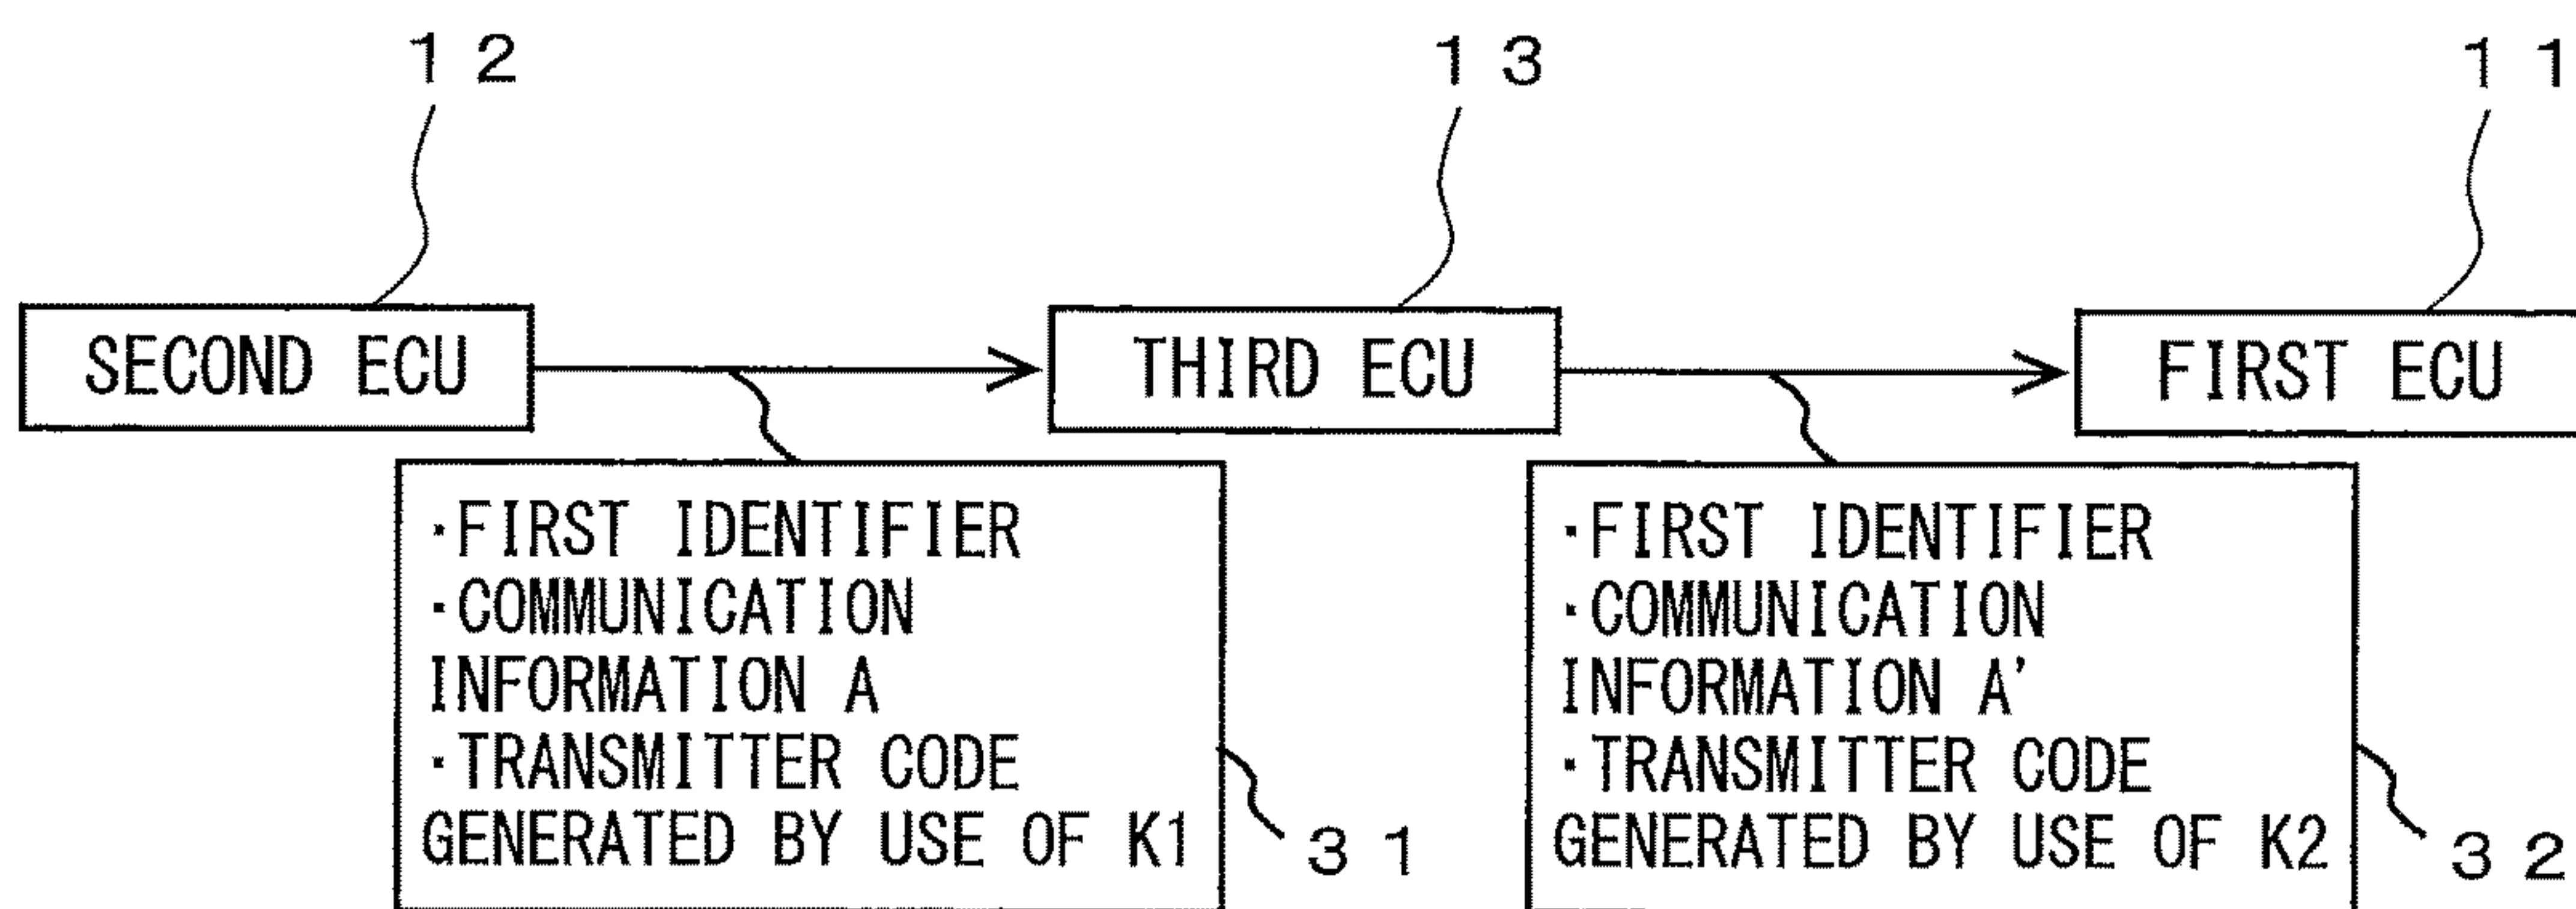 12
13
11
SECOND ECU
THIRD ECU
FIRST ECU
·FIRST IDENTIFIER
·COMMUNICATION
INFORMATION A
·TRANSMITTER CODE
GENERATED BY USE OF K1
31
·FIRST IDENTIFIER
·COMMUNICATION
INFORMATION A'
·TRANSMITTER CODE
GENERATED BY USE OF K2
32